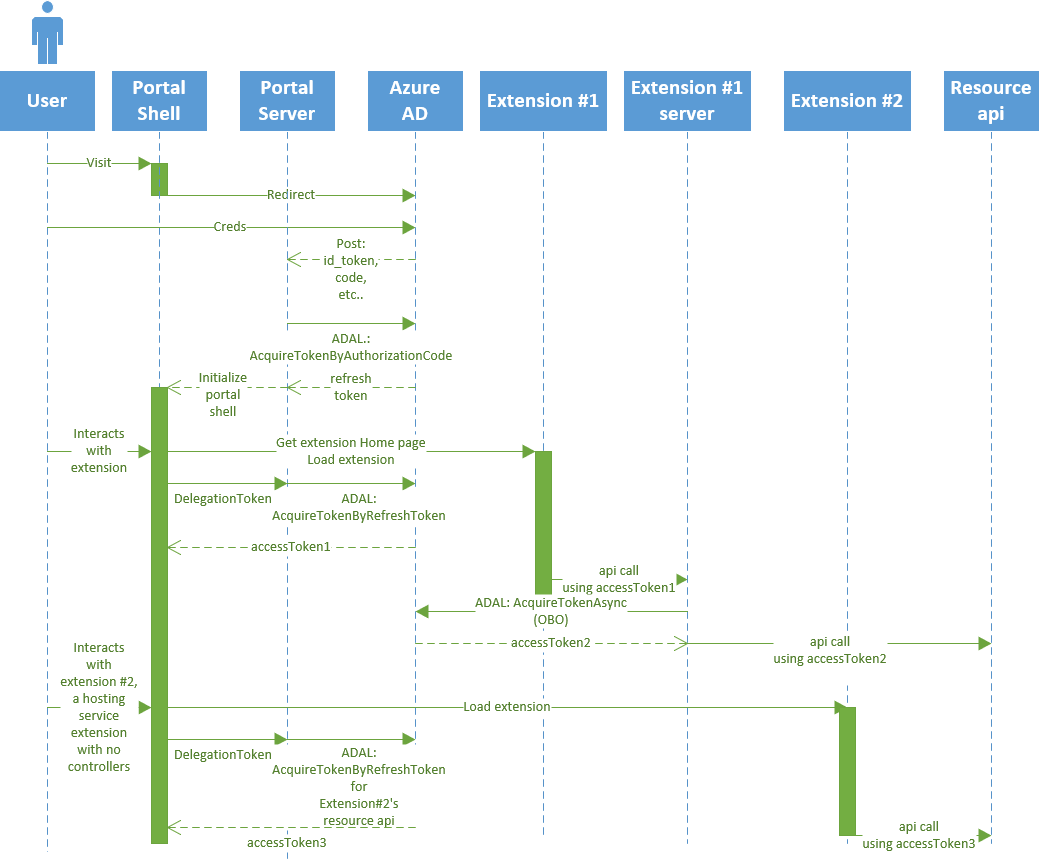 User
Portal
Shell
Portal
Server
Azure
AD
Extension #1
Extension #1
server
Extension #2
Resource
api
Visit
Redirect
Creds
Post:
id_token,
code,
etc..
ADAL.:
AcquireTokenByAuthorizationCode
Initialize
portal
shell
refresh
token
Interacts
with
extension
Get extension Home page
Load extension
DelegationToken
ADAL:
AcquireTokenByRefreshToken
accessToken1
api call
using accessToken1
ADAL: AcquireTokenAsync
(OBO)
accessToken2
api call
using accessToken2
Interacts
with
extension #2,
a hosting
service
extension
with no
controllers
Load extension
DelegationToken
ADAL:
AcquireTokenByRefreshToken
for
Extension#2's
resource api
accessToken3
api call
using accessToken3